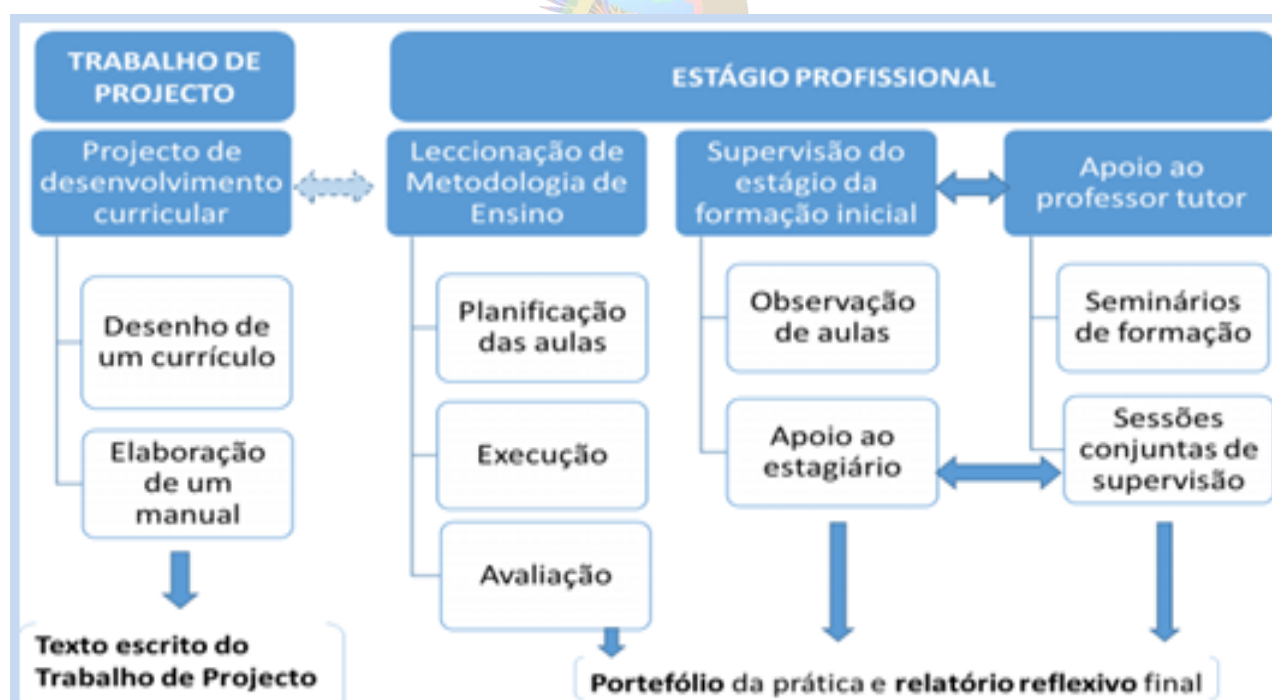 TRABALHO DE
PROJECTO
ESTÁGIO PROFISSIONAL
Projecto de
desenvolvimento
curricular
Leccionação de
Metodologia de
Ensino
Supervisão do
estágio da
formação inicial
Apoio ao
professor tutor
Desenho de
um currículo
Elaboração
de um
manual
Planificação
das aulas
Execução
Avaliação
Observação
de aulas
Apoio ao
estagiário
Seminários
de formação
Sessões
conjuntas de
supervisão
Texto escrito do
Trabalho de Projecto
Portefólio da prática e relatório reflexivo final